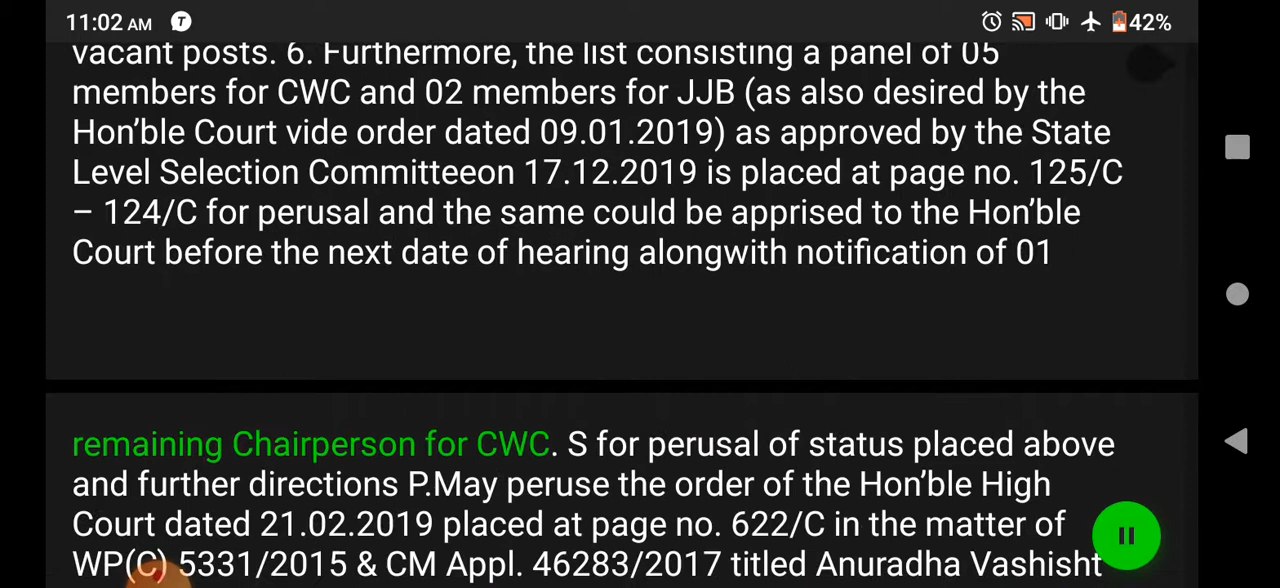 11:02 AM T 42%
vacant posts. 6. Furthermore, the list consisting a panel of 05
members for CWC and 02 members for JJB (as also desired by the
Hon’ble Court vide order dated 09.01.2019) as approved by the State
Level Selection Committeeon 17.12.2019 is placed at page no. 125/C
– 124/C for perusal and the same could be apprised to the Hon’ble
Court before the next date of hearing alongwith notification of 01
remaining Chairperson for CWC. S for perusal of status placed above
and further directions P.May peruse the order of the Hon’ble High
Court dated 21.02.2019 placed at page no. 622/C in the matter of
WP(C) 5331/2015 & CM Appl. 46283/2017 titled Anuradha Vashisht